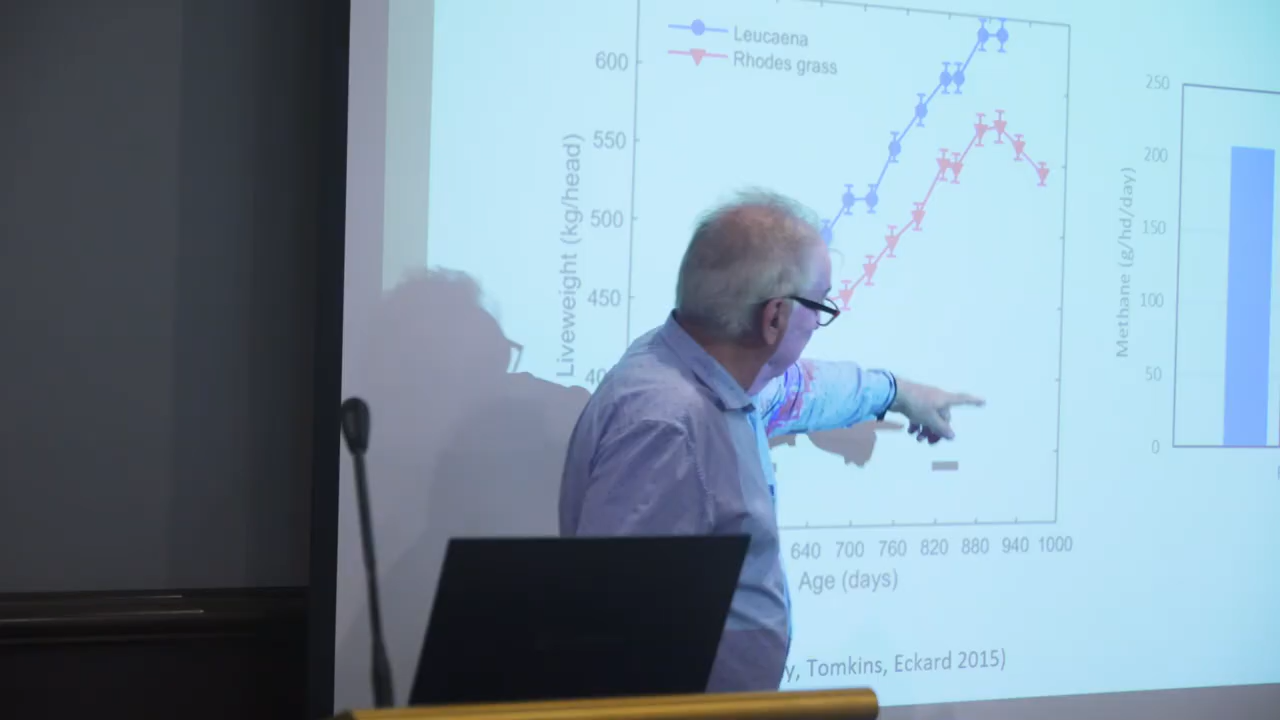 Leucaena
Rhodes grass
600
550
500
450
40
Liveweight (kg/head)
640 700 760 820 880 940 1000
Age (days)
250
200
150
100
50
0
Methane (g/hd/day)
y, Tomkins, Eckard 2015)